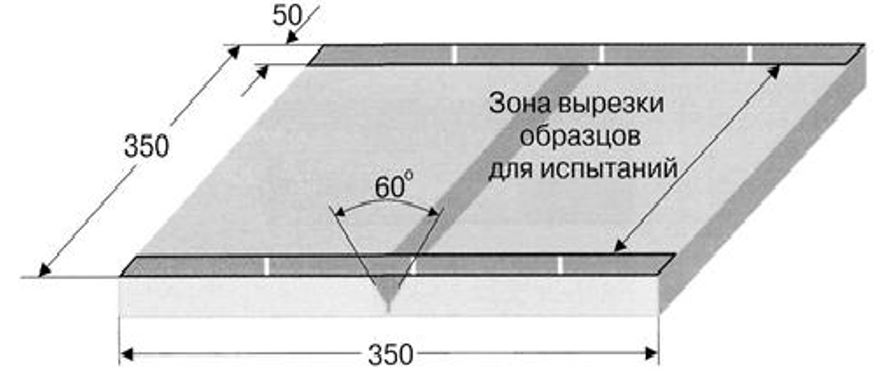 50
350
Зона вырезки
образцов
для испытаний
60°
350